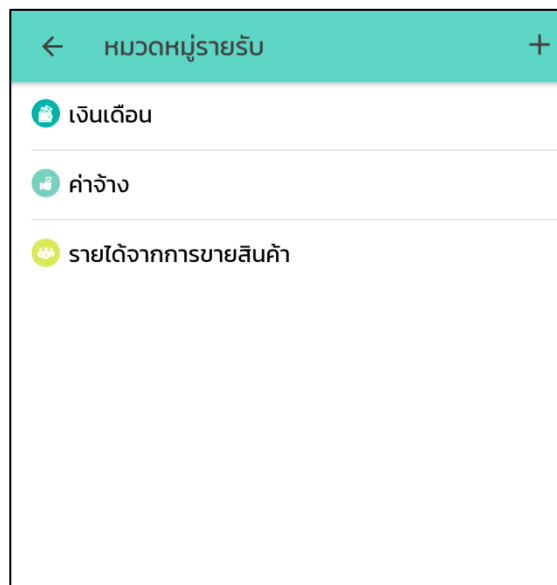 หมวดหมู่รายรับ
เงินเดือน
ค่าจ้าง
รายได้จากการขายสินค้า